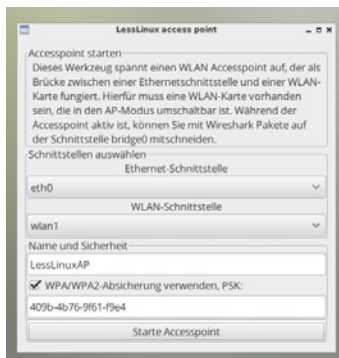 LessLinux access point
Accesspoint starten
Dieses Werkzeug spannt einen WLAN Accesspoint auf, der als
Brücke zwischen einer Ethernetschnittstelle und einer WLAN-
Karte fungiert. Hierfür muss eine WLAN-Karte vorhanden
sein, die in den AP-Modus umschaltbar ist. Während der
Accesspoint aktiv ist, können Sie mit Wireshark Pakete auf
der Schnittstelle bridge0 mitschneiden.
Schnittstellen auswählen
Ethernet-Schnittstelle
eth0
WLAN-Schnittstelle
wlan1
Name und Sicherheit
LessLinuxAP
WPA/WPA2-Absicherung verwenden, PSK:
409b-4b76-9f61-f9e4
Starte Accesspoint